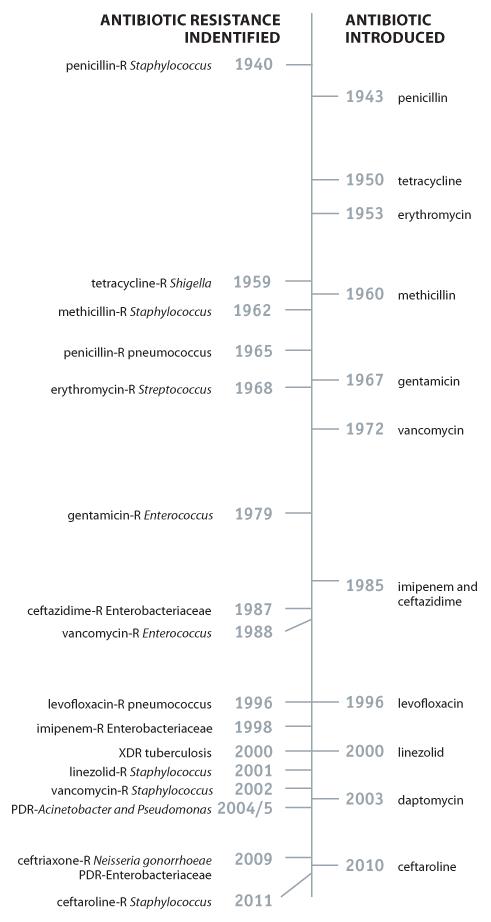 ANTIBIOTIC RESISTANCE
INDENTIFIED
ANTIBIOTIC
INTRODUCED
penicillin-R Staphylococcus 1940
1943 penicillin
1950 tetracycline
1953 erythromycin
tetracycline-R Shigella 1959
1960 methicillin
methicillin-R Staphylococcus 1962
penicillin-R pneumococcus 1965
1967 gentamicin
erythromycin-R Streptococcus 1968
1972 vancomycin
gentamicin-R Enterococcus 1979
1985 imipenem and
ceftazidime
ceftazidime-R Enterobacteriaceae 1987
vancomycin-R Enterococcus 1988
levofloxacin-R pneumococcus 1996
1996 levofloxacin
imipenem-R Enterobacteriaceae 1998
XDR tuberculosis 2000
2000 linezolid
linezolid-R Staphylococcus 2001
vancomycin-R Staphylococcus 2002
2003 daptomycin
PDR-Acinetobacter and Pseudomonas 2004/5
ceftriaxone-R Neisseria gonorrhoeae 2009
PDR-Enterobacteriaceae
2010 ceftaroline
ceftaroline-R Staphylococcus 2011